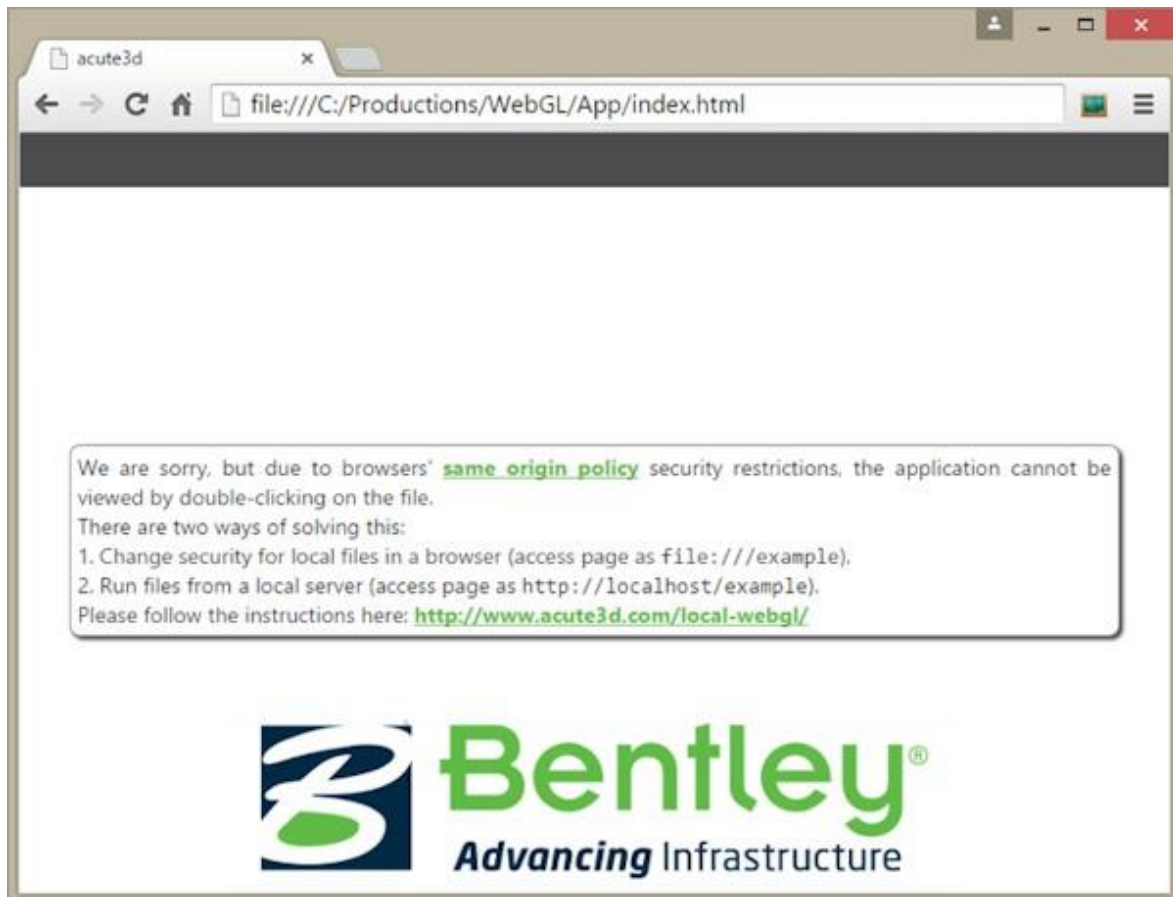 acute3d
file:///C:/Productions/WebGL/App/index.html
We are sorry, but due to browsers' same origin policy security restrictions, the application cannot be
viewed by double-clicking on the file.
There are two ways of solving this:
1. Change security for local files in a browser (access page as file:///example).
2. Run files from a local server (access page as http://localhost/example).
Please follow the instructions here: http://www.acute3d.com/local-webgl/
B
Bentley®
Advancing Infrastructure